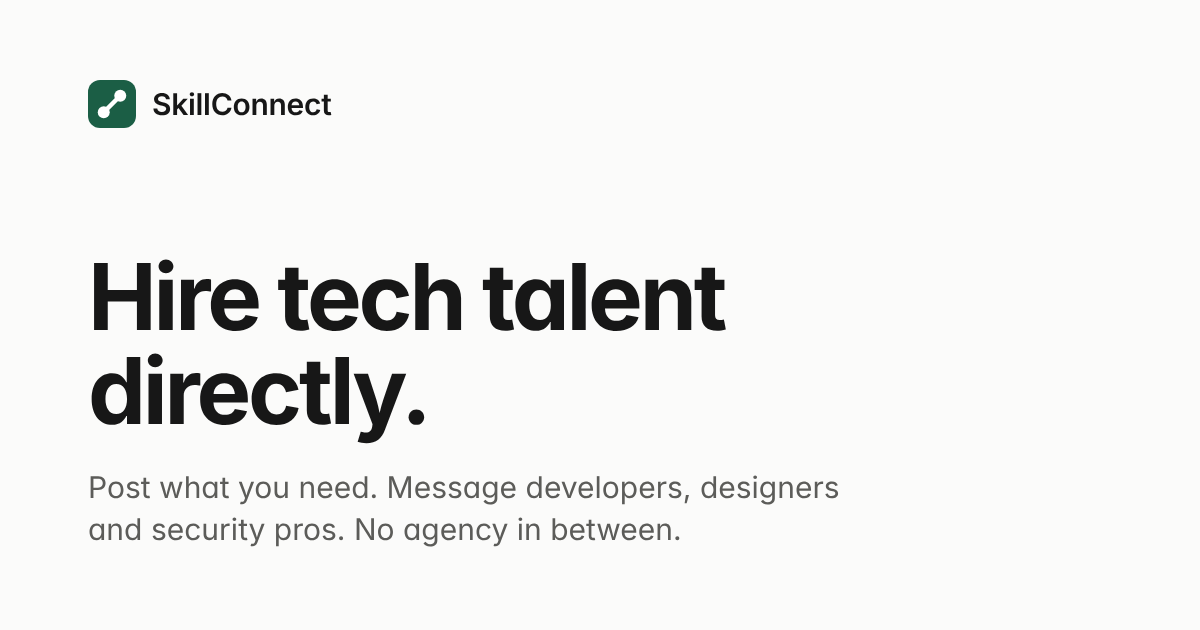 SkillConnect
Hire tech talent
directly.
Post what you need. Message developers, designers
and security pros. No agency in between.